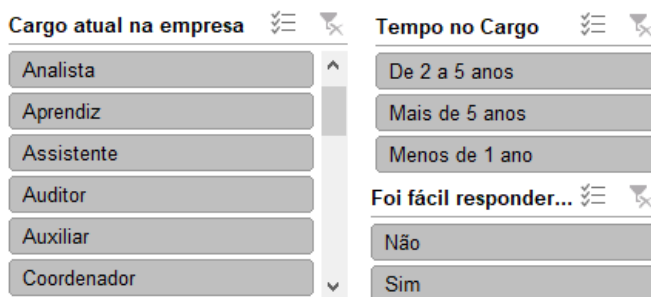 Cargo atual na empresa
Analista
Aprendiz
Assistente
Auditor
Auxiliar
Coordenador
Tempo no Cargo
De 2 a 5 anos
Mais de 5 anos
Menos de 1 ano
Foi fácil responder...
Não
Sim